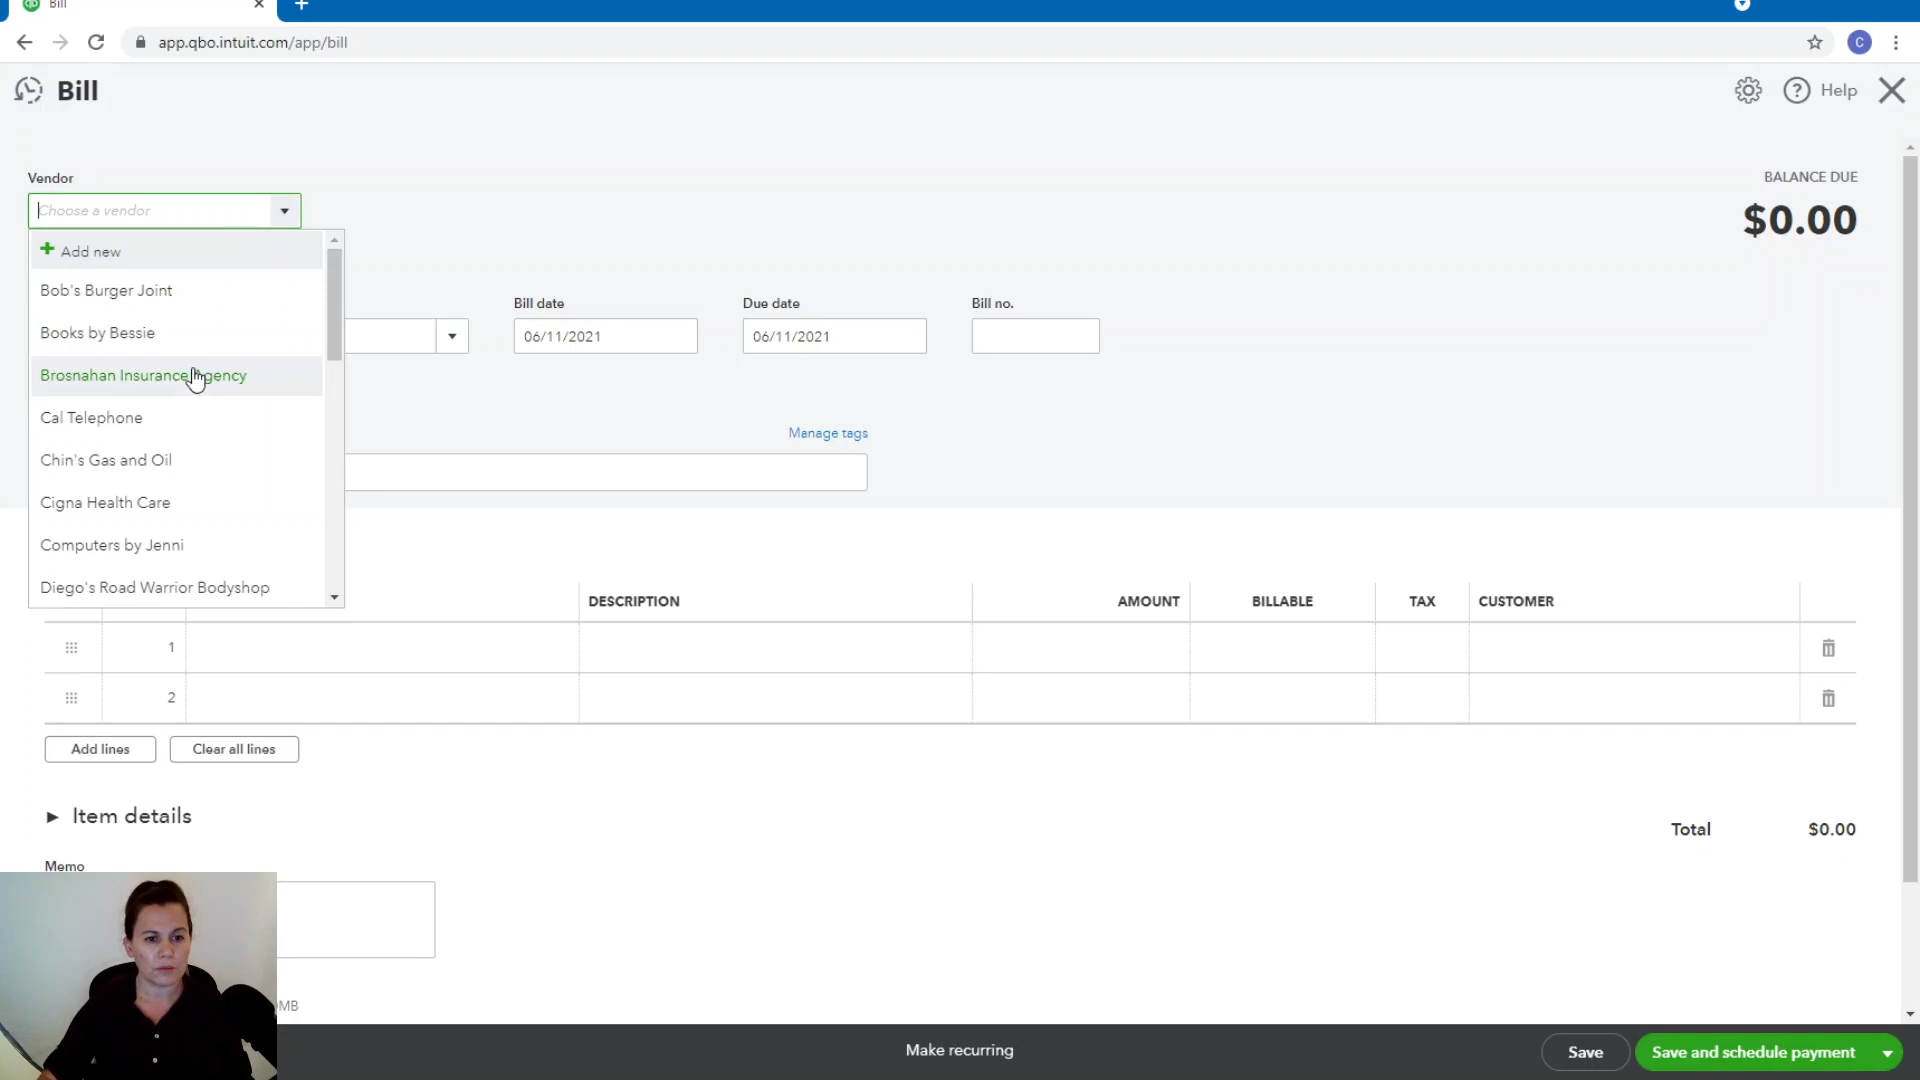 Bill
app.qbo.intuit.com/app/bill
C
Bill
Help
Vendor
Choose a vendor
BALANCE DUE
$0.00
Add new
Bob's Burger Joint
Books by Bessie
Brosnahan Insurance Agency
Cal Telephone
Chin's Gas and Oil
Cigna Health Care
Computers by Jenni
Diego's Road Warrior Bodyshop
Bill date
Due date
Bill no.
06/11/2021
06/11/2021
Manage tags
DESCRIPTION
AMOUNT
BILLABLE
TAX
CUSTOMER
1
2
Add lines
Clear all lines
Item details
Total
$0.00
Memo
MB
Make recurring
Save
Save and schedule payment